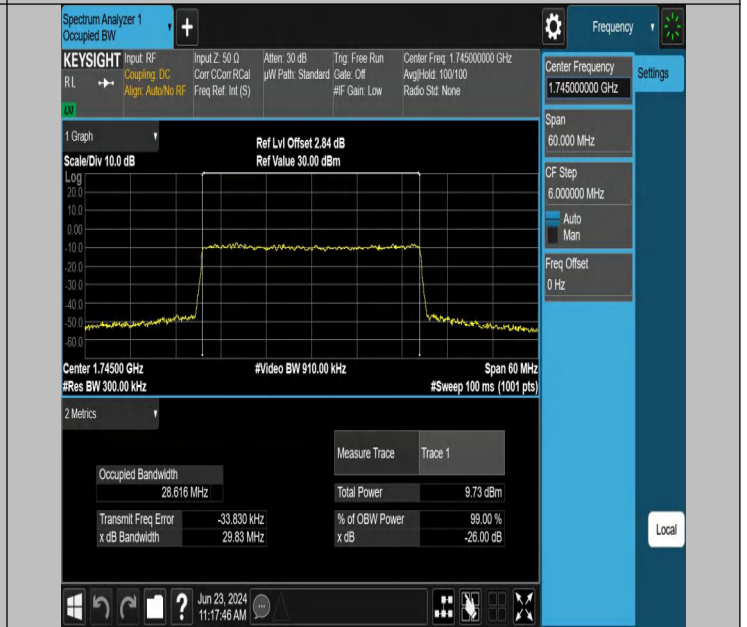 Spectrum Analyzer 1
Occupied BW
+
Frequency
KEYSIGHT
RL
LXI
Input: RF
Coupling: DC
Align: Auto/No RF
Input Z: 50 Ω
Corr CCorr RCal
Freq Ref: Int (S)
Atten: 30 dB
µW Path: Standard
Trig: Free Run
Gate: Off
#IF Gain: Low
Center Freq: 1.745000000 GHz
Avg|Hold: 100/100
Radio Std: None
Center Frequency
1.745000000 GHz
Settings
Span
60.000 MHz
CF Step
6.000000 MHz
Auto
Man
Freq Offset
0 Hz
1 Graph
Scale/Div 10.0 dB
Ref Lvl Offset 2.84 dB
Ref Value 30.00 dBm
Log
20.0
10.0
0.00
-10.0
-20.0
-30.0
-40.0
-50.0
-60.0
Center 1.74500 GHz
#Video BW 910.00 kHz
Span 60 MHz
#Res BW 300.00 kHz
#Sweep 100 ms (1001 pts)
2 Metrics
Measure Trace
Trace 1
Occupied Bandwidth
28.616 MHz
Total Power
9.73 dBm
Transmit Freq Error
-33.830 kHz
% of OBW Power
99.00 %
x dB Bandwidth
29.83 MHz
x dB
-26.00 dB
Local
?
Jun 23, 2024
11:17:46 AM